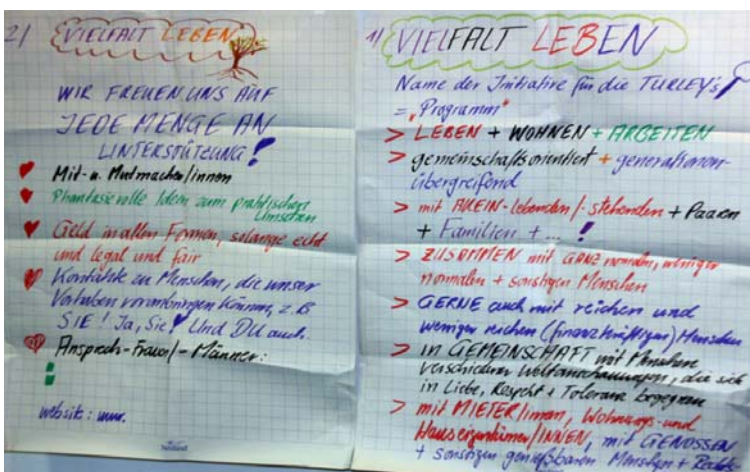 1/ VIELFALT LEBEN
Name der Initiative für die TURLEY's
= "Programm"
> LEBEN + WOHNEN + ARBEITEN
> gemeinschaftsorientiert + generationen-
übergreifend
> mit ALLEIN-lebenden/-stehenden + Paaren
+ Familien + ... !
> ZUSAMMEN mit GANZ normalen, weniger
normalen + sonstigen Menschen
> GERNE auch mit reichen und
weniger reichen (finanzkräftigen) Menschen
> in GEMEINSCHAFT mit Menschen
verschiedener Weltanschauungen, die sich
in Liebe, Respekt + Toleranz begegnen
> mit MIETER/innen, Wohnungs- und
Hauseigentümer/INNEN, mit GENOSSEN
+ sonstigen genießbaren Menschen +
2/ VIELFALT LEBEN
WIR FREUEN UNS AUF
JEDE MENGE AN
UNTERSTÜTZUNG!
Mit- u. Mutmacher/innen
Phantasievolle Ideen zum praktischen
Umsetzen
Geld in allen Formen, solange echt
und legal und fair
Kontakte zu Menschen, die unser
Vorhaben voranbringen können, z.B
SIE! Ja, Sie! Und DU auch.
Ansprech-Frauen/-Männer:
website: www.